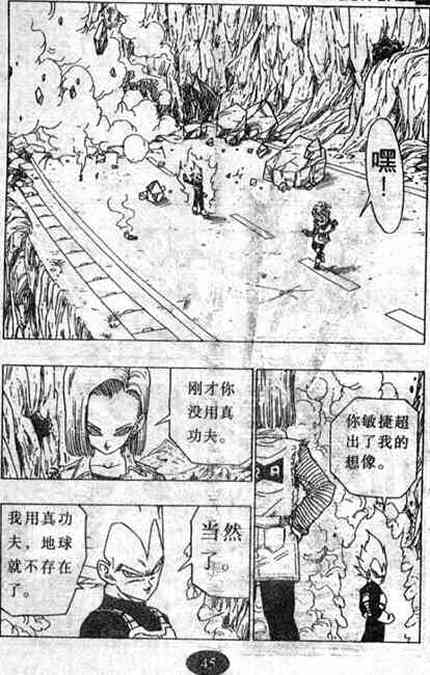 嘿！
刚才你
没用真
功夫。
你敏捷超
出了我的
想像。
当然
了。
我用真功
夫，地球
就不存在
了。
45